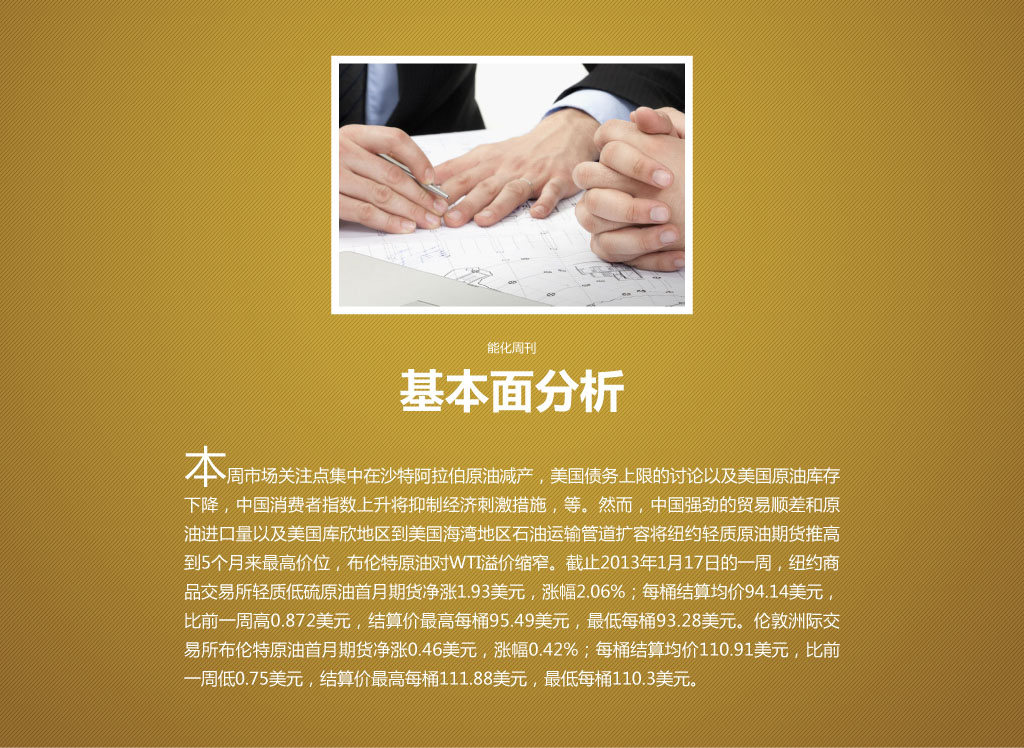 能化周刊
基本面分析
本周市场关注点集中在沙特阿拉伯原油减产，美国债务上限的讨论以及美国原油库存
下降，中国消费者指数上升将抑制经济刺激措施，等。然而，中国强劲的贸易顺差和原
油进口量以及美国库欣地区到美国海湾地区石油运输管道扩容将纽约轻质原油期货推高
到5个月来最高价位，布伦特原油对WTI溢价缩窄。截止2013年1月17日的一周，纽约商
品交易所轻质低硫原油首月期货净涨1.93美元，涨幅2.06%；每桶结算均价94.14美元，
比前一周高0.872美元，结算价最高每桶95.49美元，最低每桶93.28美元。伦敦洲际交
易所布伦特原油首月期货净涨0.46美元，涨幅0.42%；每桶结算均价110.91美元，比前
一周低0.75美元，结算价最高每桶111.88美元，最低每桶110.3美元。